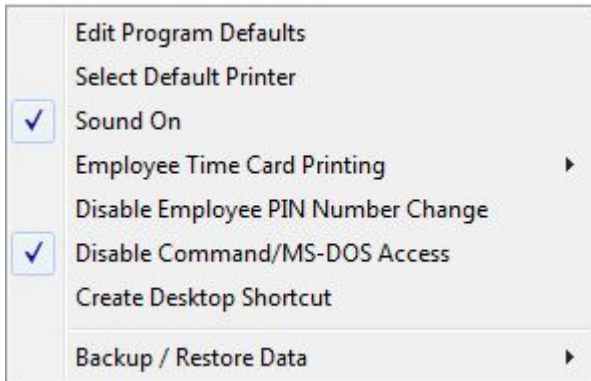 Edit Program Defaults
Select Default Printer
Sound On
Employee Time Card Printing
Disable Employee PIN Number Change
Disable Command/MS-DOS Access
Create Desktop Shortcut
Backup / Restore Data